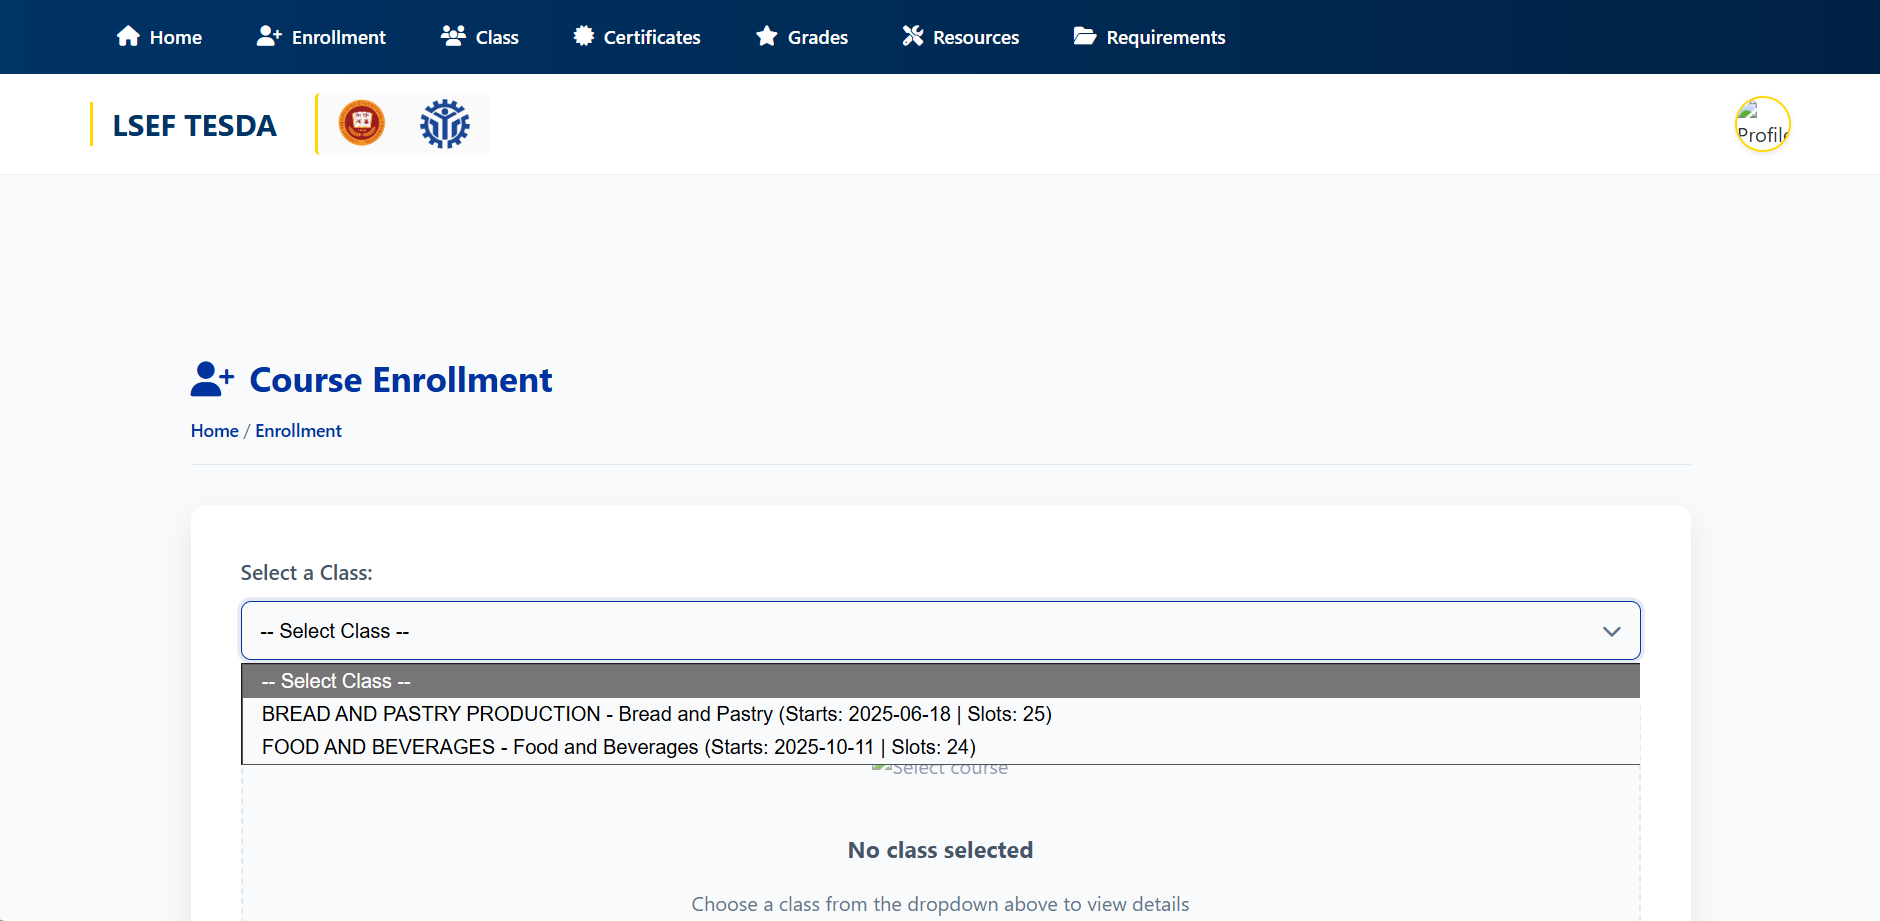 Home Enrollment Class Certificates Grades Resources Requirements
LSEF TESDA
Profile
Course Enrollment
Home / Enrollment
Select a Class:
-- Select Class --
-- Select Class --
BREAD AND PASTRY PRODUCTION - Bread and Pastry (Starts: 2025-06-18 | Slots: 25)
FOOD AND BEVERAGES - Food and Beverages (Starts: 2025-10-11 | Slots: 24)
Select course
No class selected
Choose a class from the dropdown above to view details